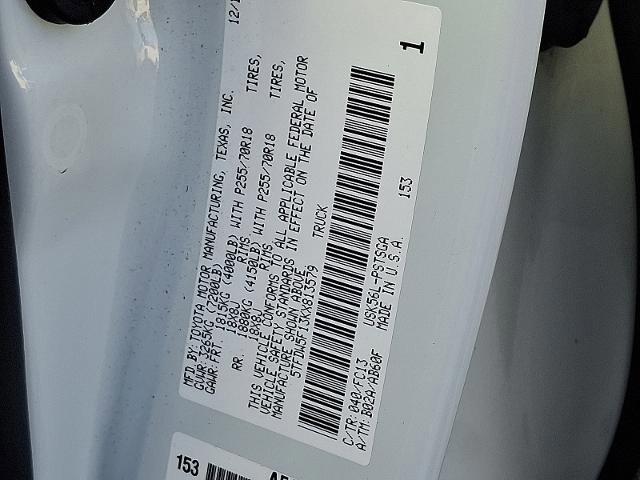 MFD.BY:TOYOTA MOTOR MANUFACTURING, TEXAS, INC. 12/1
GVWR:3265KG (7200LB)
GAWR:FRT. 1815KG (4000LB) WITH P255/70R18 TIRES,
18X8J RIMS
RR. 1880KG (4150LB) WITH P255/70R18 TIRES,
18X8J RIMS
THIS VEHICLE CONFORMS TO ALL APPLICABLE FEDERAL MOTOR
VEHICLE SAFETY STANDARDS IN EFFECT ON THE DATE OF
MANUFACTURE SHOWN ABOVE.
TRUCK
C/TR:040/FC13 USK56L-PSTSGA 153
A/TM:B02A/AB60F MADE IN U.S.A.
1
153